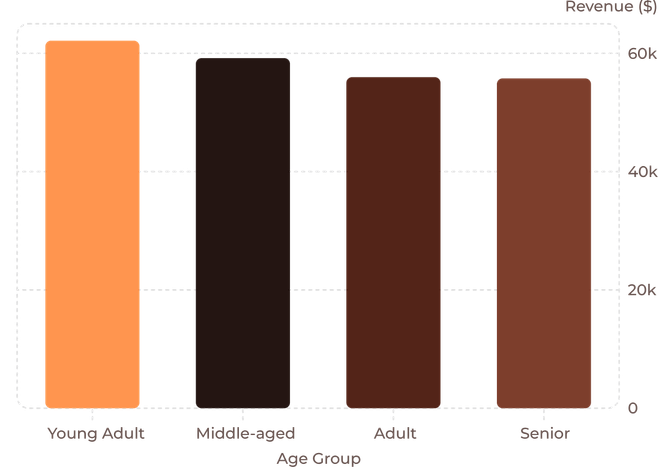 Revenue ($)
60k
40k
20k
0
Young Adult
Middle-aged
Adult
Senior
Age Group